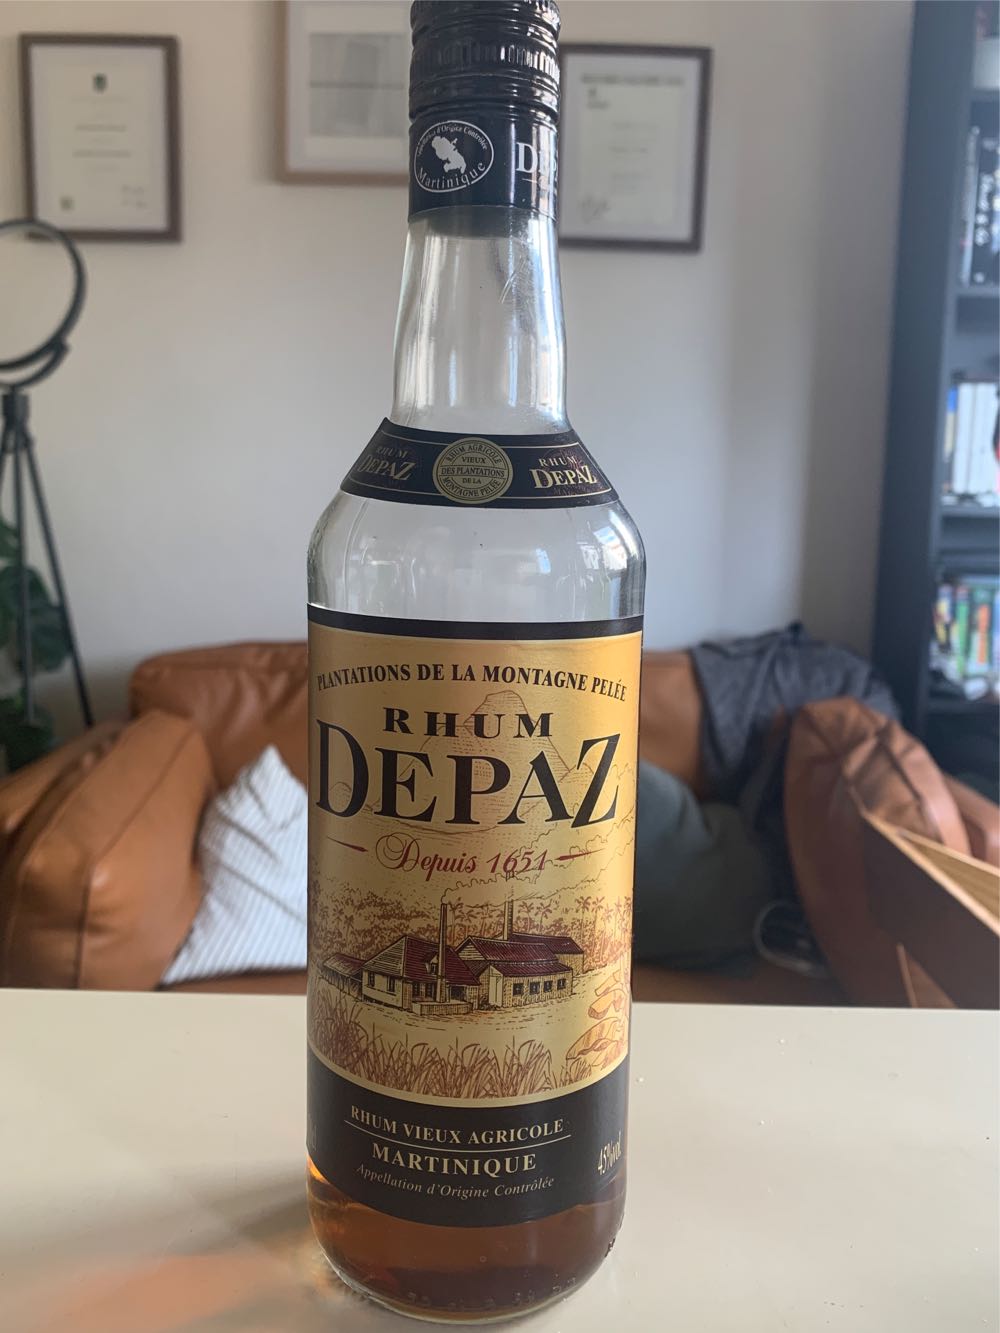 Appellation d'Origine Contrôlée
Martinique
RHUM
DEPAZ
RHUM AGRICOLE
VIEUX
DES PLANTATIONS
DE LA
MONTAGNE PELÉE
RHUM
DEPAZ
PLANTATIONS DE LA MONTAGNE PELÉE
RHUM
DEPAZ
Depuis 1651
RHUM VIEUX AGRICOLE
MARTINIQUE
45%vol.
Appellation d'Origine Contrôlée